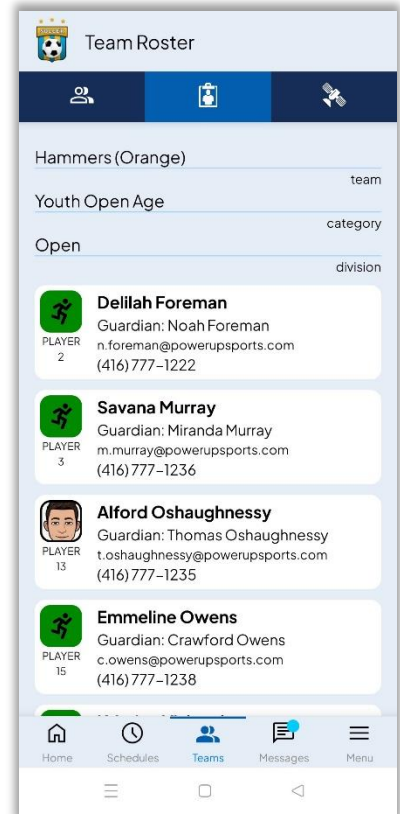 SOCCER
Team Roster
Hammers (Orange)
team
Youth Open Age
category
Open
division
Delilah Foreman
Guardian: Noah Foreman
n.foreman@powerupsports.com
(416) 777-1222
PLAYER
2
Savana Murray
Guardian: Miranda Murray
m.murray@powerupsports.com
(416) 777-1236
PLAYER
3
Alford Oshaughnessy
Guardian: Thomas Oshaughnessy
t.oshaughnessy@powerupsports.com
(416) 777-1235
PLAYER
13
Emmeline Owens
Guardian: Crawford Owens
c.owens@powerupsports.com
(416) 777-1238
PLAYER
15
Home
Schedules
Teams
Messages
Menu